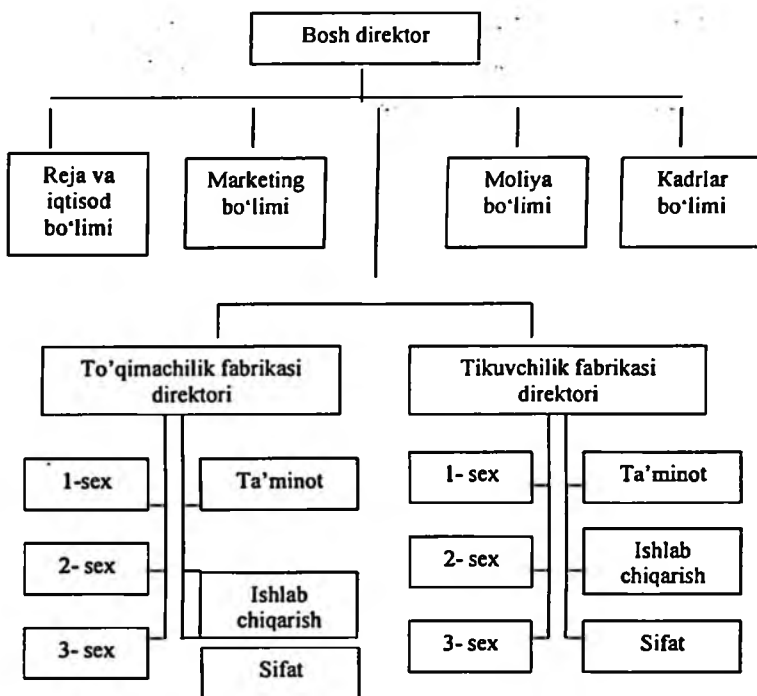 Bosh direktor
Reja va
iqtisod
bo‘limi
Marketing
bo‘limi
Moliya
bo‘limi
Kadrlar
bo‘limi
To’qimachilik fabrikasi
direktori
1-sex
Ta’minot
2- sex
Ishlab
chiqarish
3- sex
Sifat
Tikuvchilik fabrikasi
direktori
1- sex
Ta’minot
2- sex
Ishlab
chiqarish
3- sex
Sifat